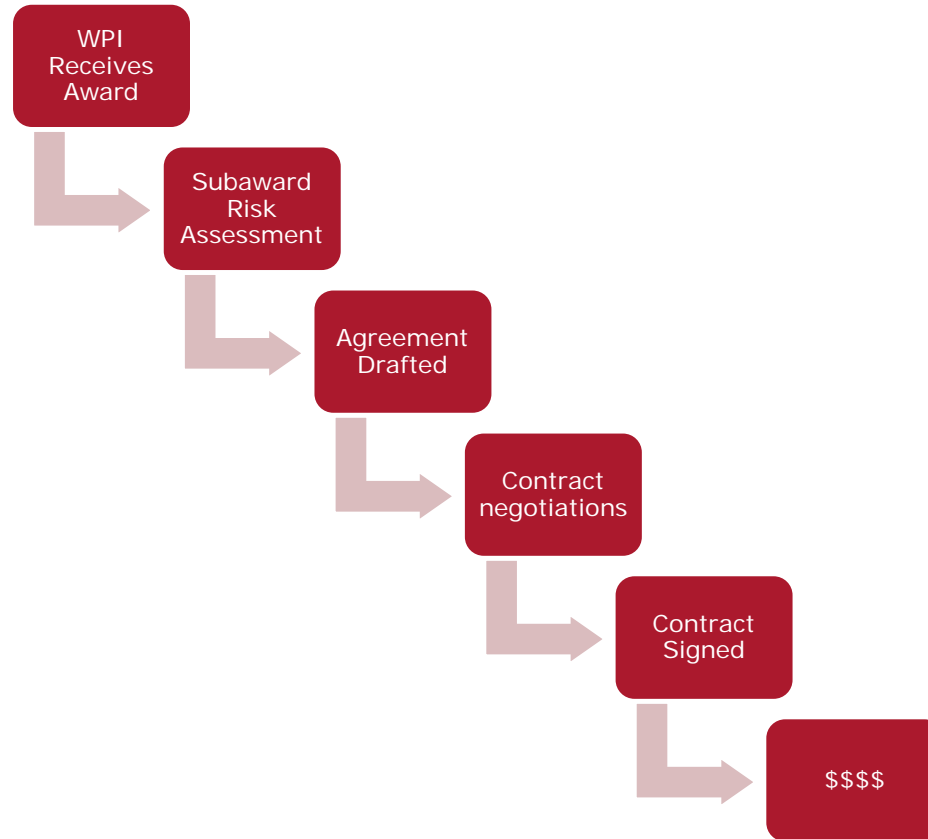 WPI
Receives
Award
Subaward
Risk
Assessment
Agreement
Drafted
Contract
negotiations
Contract
Signed
$$$$